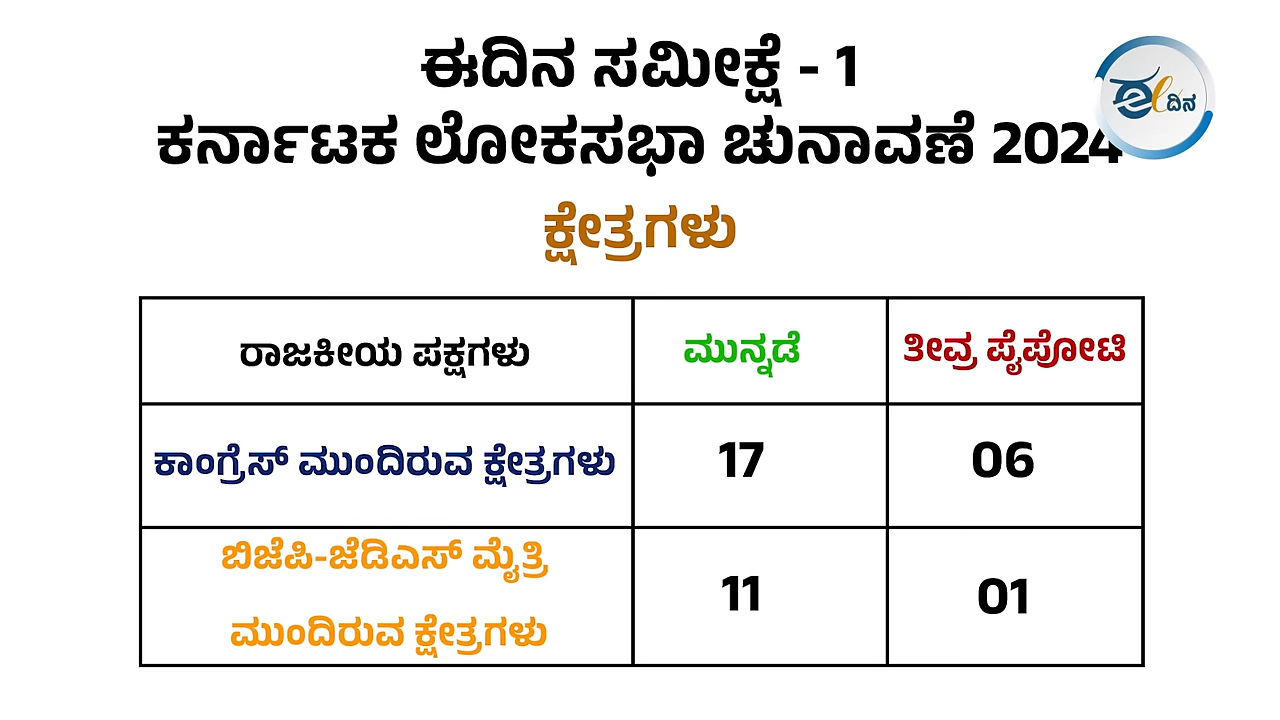 ಈದಿನ ಸಮೀಕ್ಷೆ - 1
ಕರ್ನಾಟಕ ಲೋಕಸಭಾ ಚುನಾವಣೆ 2024
ಈದಿನ
ಕ್ಷೇತ್ರಗಳು
ರಾಜಕೀಯ ಪಕ್ಷಗಳು ಮುನ್ನಡೆ ತೀವ್ರ ಪೈಪೋಟಿ
ಕಾಂಗ್ರೆಸ್ ಮುಂದಿರುವ ಕ್ಷೇತ್ರಗಳು 17 06
ಬಿಜೆಪಿ-ಜೆಡಿಎಸ್ ಮೈತ್ರಿ
ಮುಂದಿರುವ ಕ್ಷೇತ್ರಗಳು 11 01